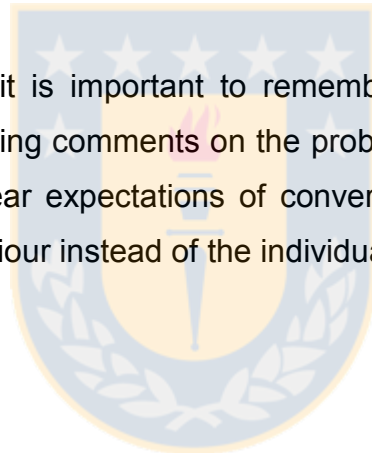 it is important to rememb
ing comments on the prob
ear expectations of conver
iour instead of the individua